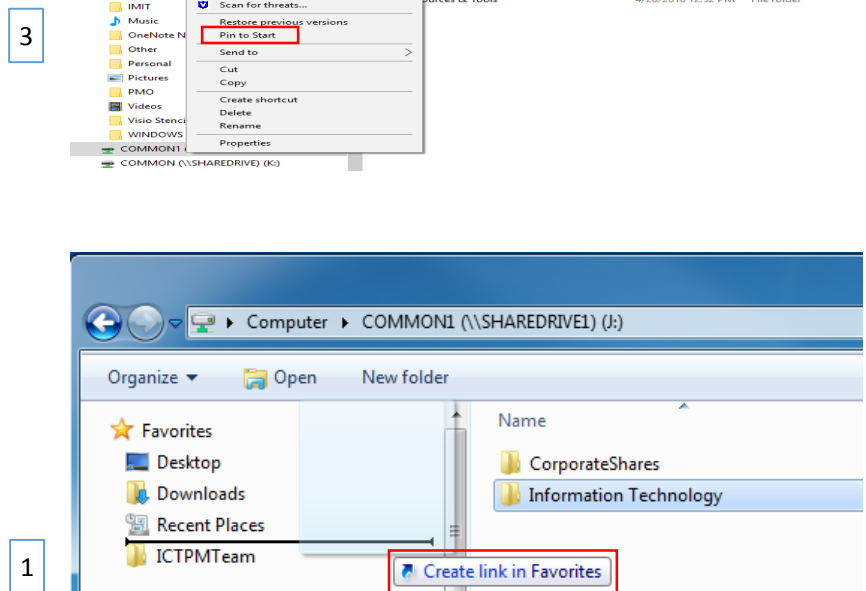 IMIT
Scan for threats...
Music
Restore previous versions
3
OneNote N
Pin to Start
Other
Send to
Personal
Pictures
Cut
PMO
Copy
Videos
Create shortcut
Visio Stenci
Delete
WINDOWS
Rename
COMMON1
Properties
COMMON (\\SHAREDRIVE) (K:)
Computer COMMON1 (\\SHAREDRIVE1) (J:)
Organize Open New folder
Favorites
Desktop
Downloads
Recent Places
ICTPMTeam
Name
CorporateShares
Information Technology
1
Create link in Favorites